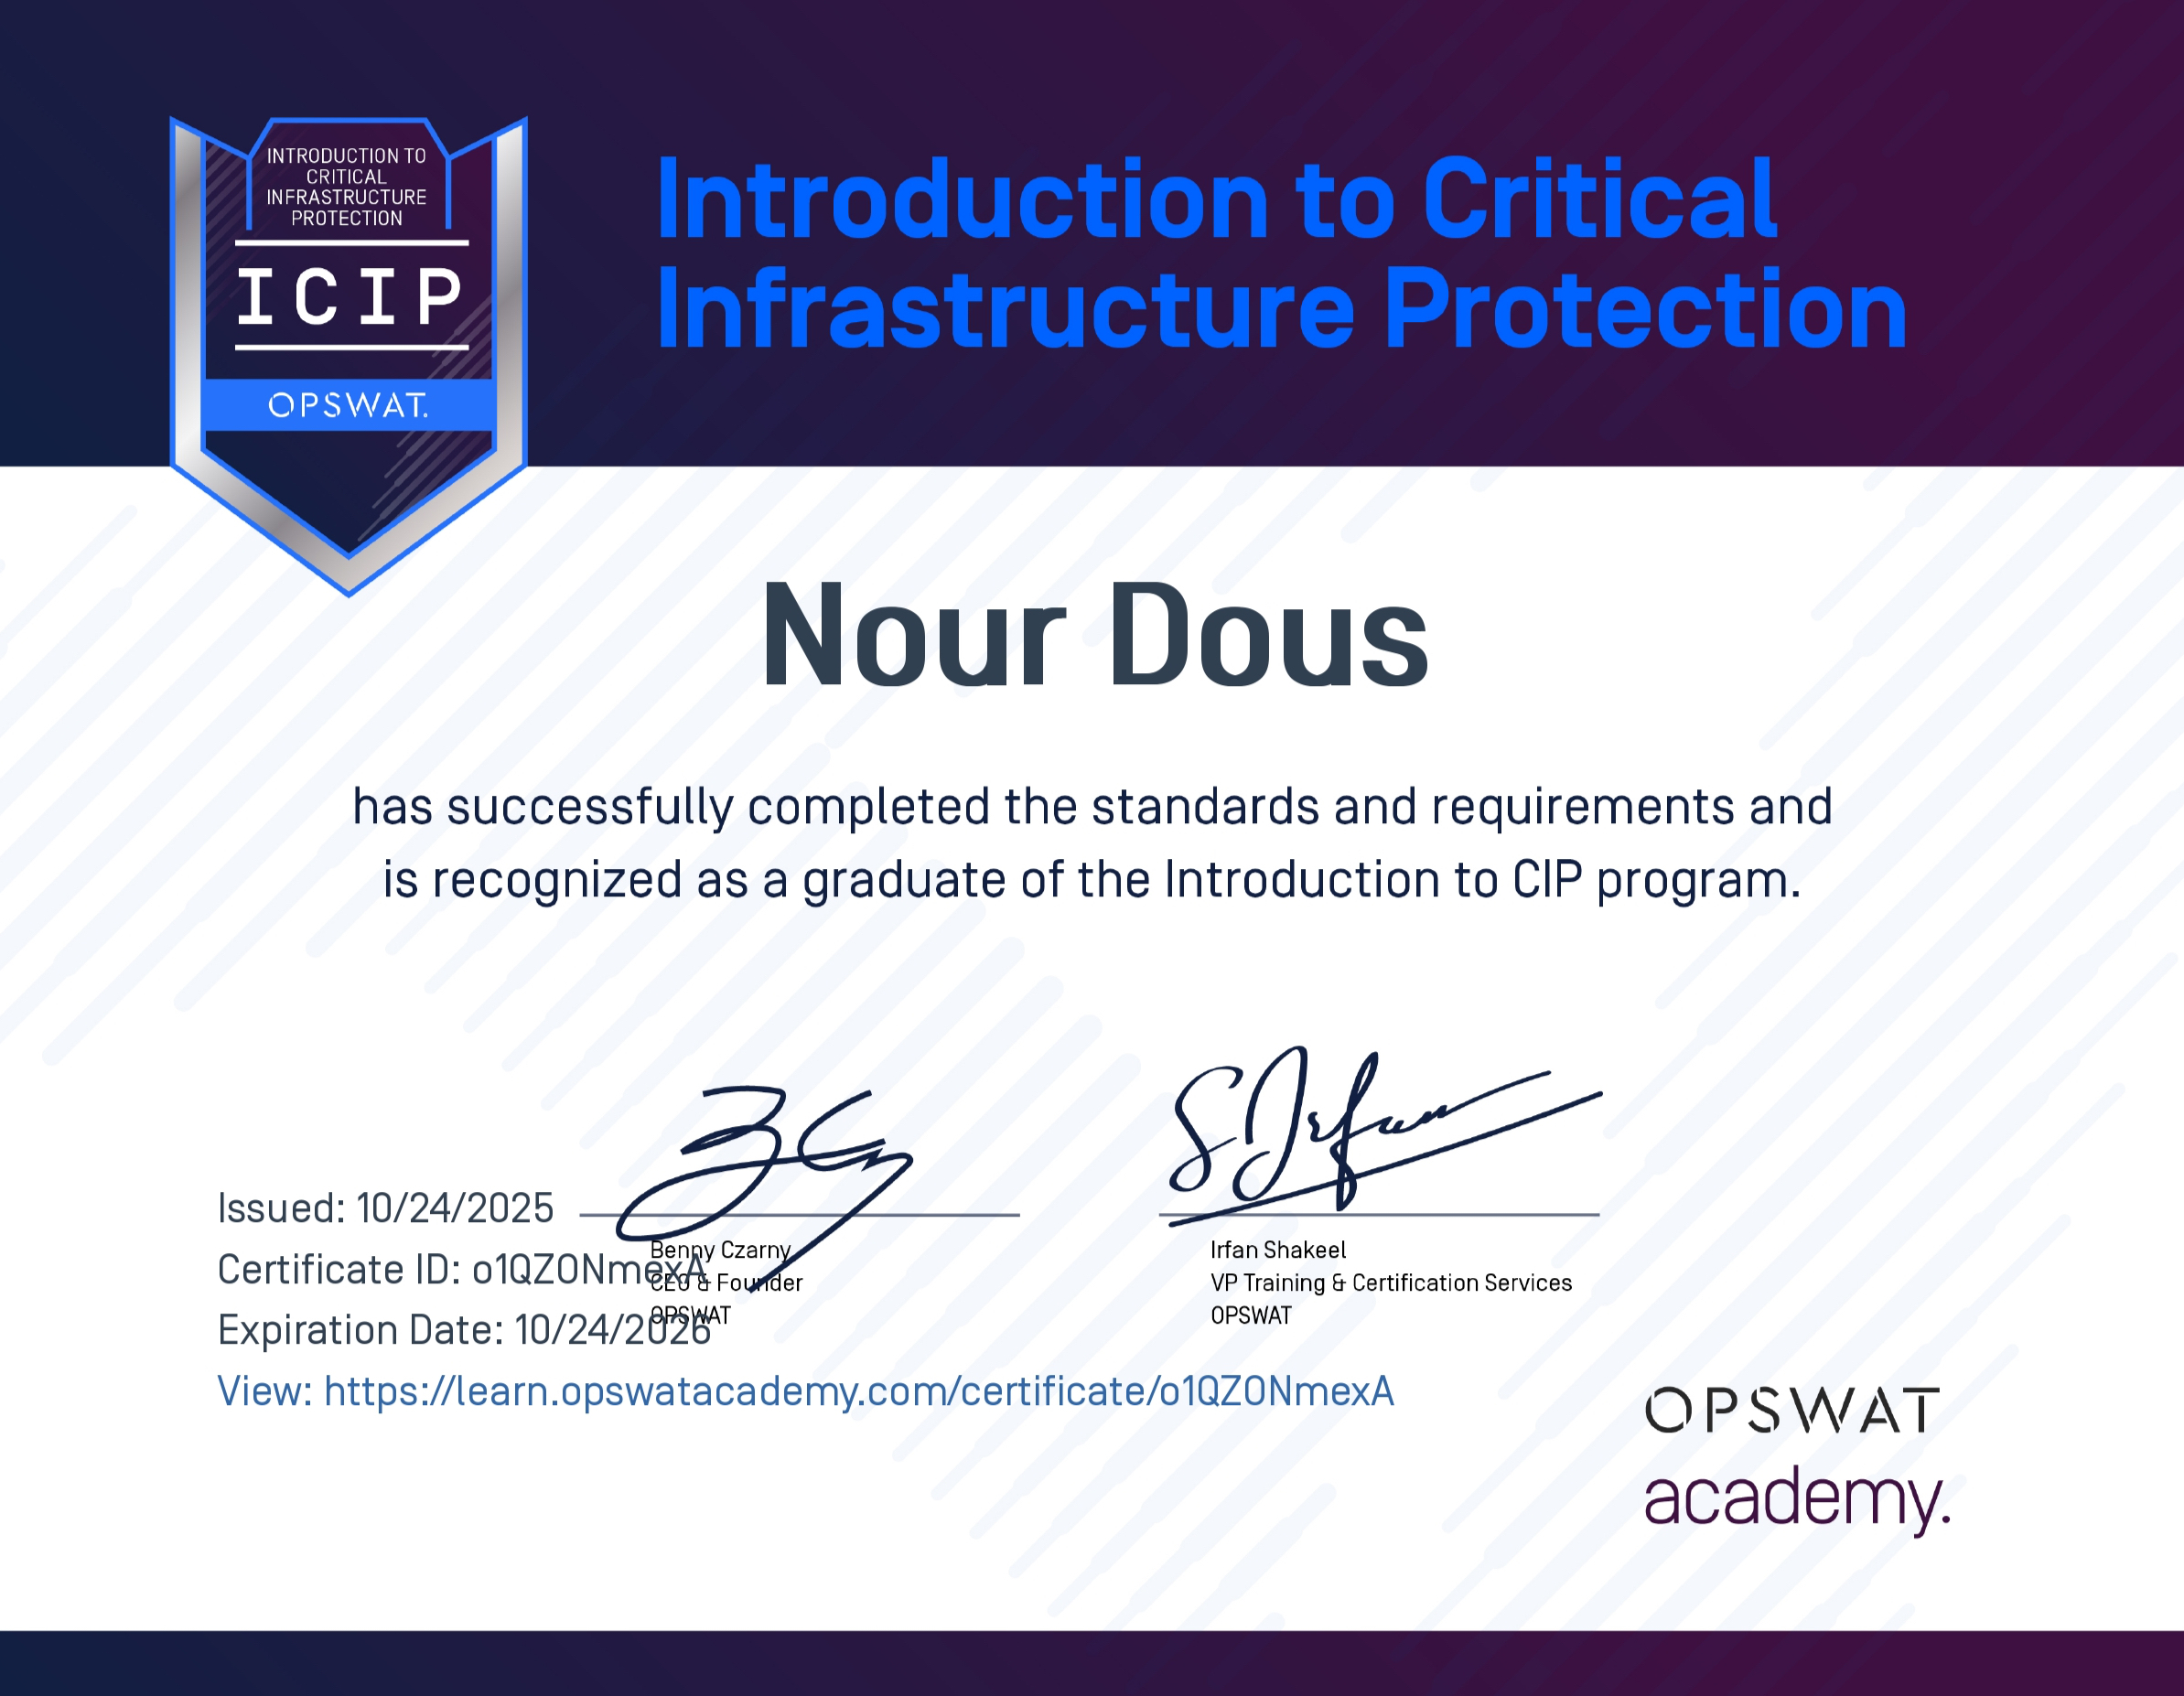 INTRODUCTION TO
CRITICAL
INFRASTRUCTURE
PROTECTION
ICIP
OPSWAT.
Introduction to Critical
Infrastructure Protection
Nour Dous
has successfully completed the standards and requirements and
is recognized as a graduate of the Introduction to CIP program.
Issued: 10/24/2025
Certificate ID: o1QZ0NmexA
Expiration Date: 10/24/2026
View: https://learn.opswatacademy.com/certificate/o1QZ0NmexA
Benny Czarny
CEO & Founder
OPSWAT
S Irfan
Irfan Shakeel
VP Training & Certification Services
OPSWAT
OPSWAT
academy.